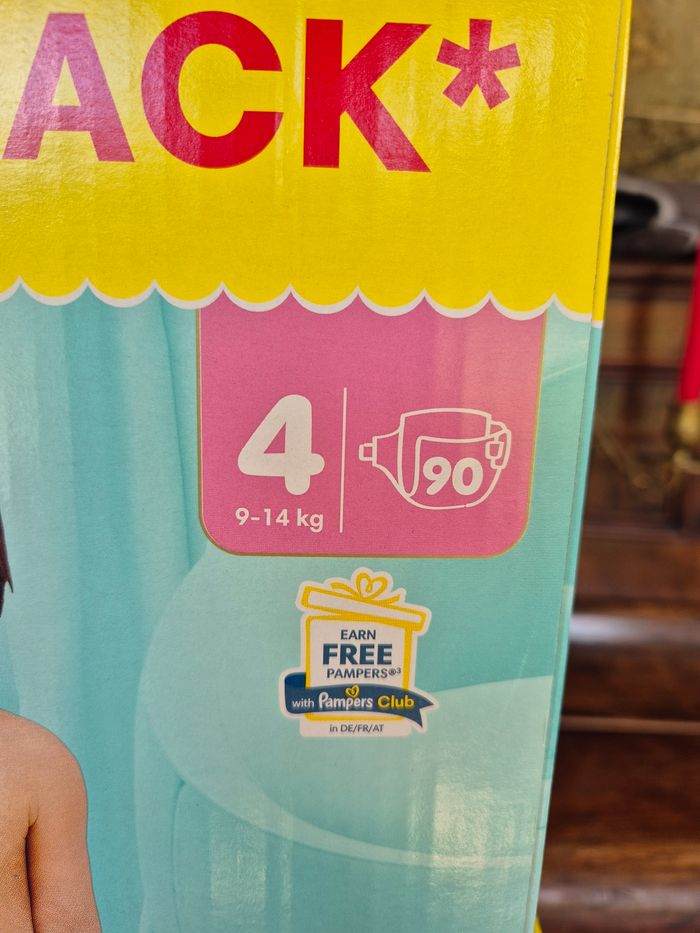 ACK*
4
9-14 kg
90
EARN
FREE
PAMPERS®³
with Pampers Club
in DE/FR/AT